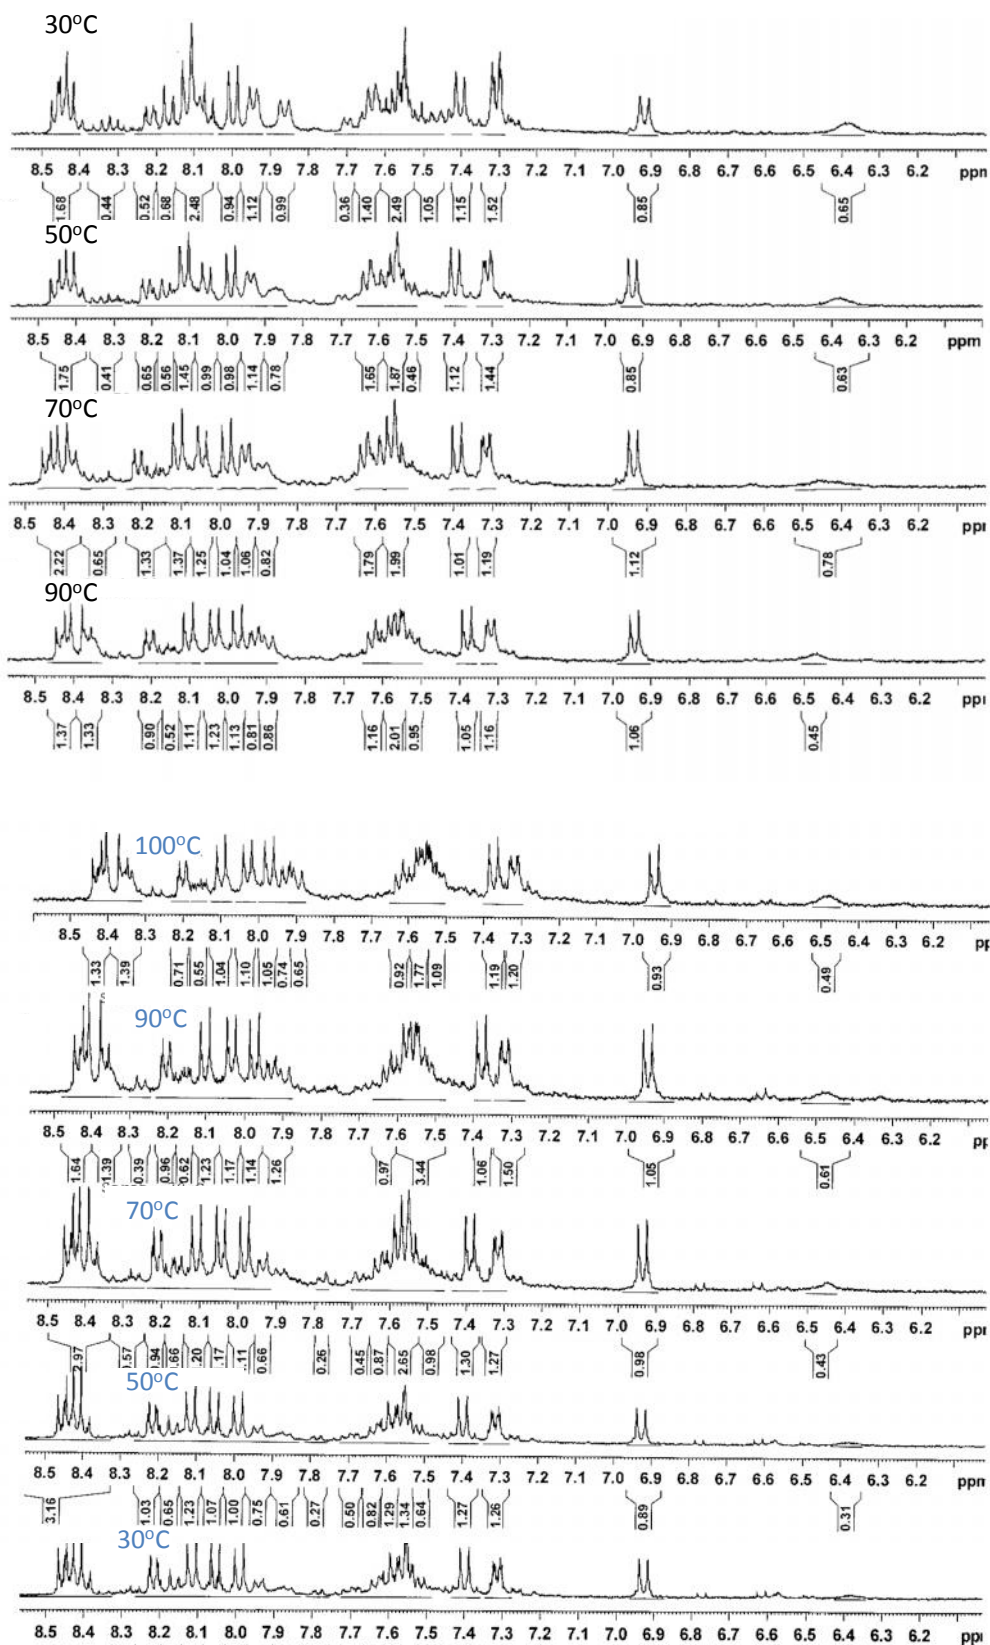 30°C
8.5 8.4 8.3 8.2 8.1 8.0 7.9 7.8 7.7 7.6 7.5 7.4 7.3 7.2 7.1 7.0 6.9 6.8 6.7 6.6 6.5 6.4 6.3 6.2 ppn
1.68 0.44 0.52 0.68 2.48 0.94 1.12 0.99 0.36 1.40 2.49 1.05 1.15 1.62 0.85 0.65
50°C
8.5 8.4 8.3 8.2 8.1 8.0 7.9 7.8 7.7 7.6 7.5 7.4 7.3 7.2 7.1 7.0 6.9 6.8 6.7 6.6 6.5 6.4 6.3 6.2 ppm
1.75 0.41 0.65 0.56 1.45 0.99 0.98 1.14 0.78 1.65 1.87 0.46 1.12 1.44 0.85 0.63
70°C
8.5 8.4 8.3 8.2 8.1 8.0 7.9 7.8 7.7 7.6 7.5 7.4 7.3 7.2 7.1 7.0 6.9 6.8 6.7 6.6 6.5 6.4 6.3 6.2 ppi
2.22 0.65 1.33 1.37 1.25 1.04 1.06 0.82 1.79 1.99 1.01 1.19 1.12 0.78
90°C
8.5 8.4 8.3 8.2 8.1 8.0 7.9 7.8 7.7 7.6 7.5 7.4 7.3 7.2 7.1 7.0 6.9 6.8 6.7 6.6 6.5 6.4 6.3 6.2 ppi
1.37 1.33 0.90 0.52 1.11 1.23 1.13 0.81 0.86 1.16 2.01 0.95 1.05 1.16 1.06 0.45
100°C
8.5 8.4 8.3 8.2 8.1 8.0 7.9 7.8 7.7 7.6 7.5 7.4 7.3 7.2 7.1 7.0 6.9 6.8 6.7 6.6 6.5 6.4 6.3 6.2 pp
1.33 1.39 0.71 0.55 1.04 1.10 1.05 0.74 0.65 0.92 1.77 1.09 1.19 1.20 0.93 0.49
90°C
8.5 8.4 8.3 8.2 8.1 8.0 7.9 7.8 7.7 7.6 7.5 7.4 7.3 7.2 7.1 7.0 6.9 6.8 6.7 6.6 6.5 6.4 6.3 6.2 pp
1.64 1.39 0.39 0.96 0.62 1.23 1.17 1.14 1.26 0.97 3.44 1.06 1.50 1.05 0.61
70°C
8.5 8.4 8.3 8.2 8.1 8.0 7.9 7.8 7.7 7.6 7.5 7.4 7.3 7.2 7.1 7.0 6.9 6.8 6.7 6.6 6.5 6.4 6.3 6.2 ppi
2.97 .57 .94 .66 .20 .17 .11 0.66 0.26 0.45 0.87 2.65 0.98 1.30 1.27 0.98 0.43
50°C
8.5 8.4 8.3 8.2 8.1 8.0 7.9 7.8 7.7 7.6 7.5 7.4 7.3 7.2 7.1 7.0 6.9 6.8 6.7 6.6 6.5 6.4 6.3 6.2 ppn
3.16 1.03 0.65 1.23 1.07 1.00 0.75 0.61 0.27 0.50 0.82 1.29 1.34 0.64 1.27 1.26 0.89 0.31
30°C
8.5 8.4 8.3 8.2 8.1 8.0 7.9 7.8 7.7 7.6 7.5 7.4 7.3 7.2 7.1 7.0 6.9 6.8 6.7 6.6 6.5 6.4 6.3 6.2 ppi